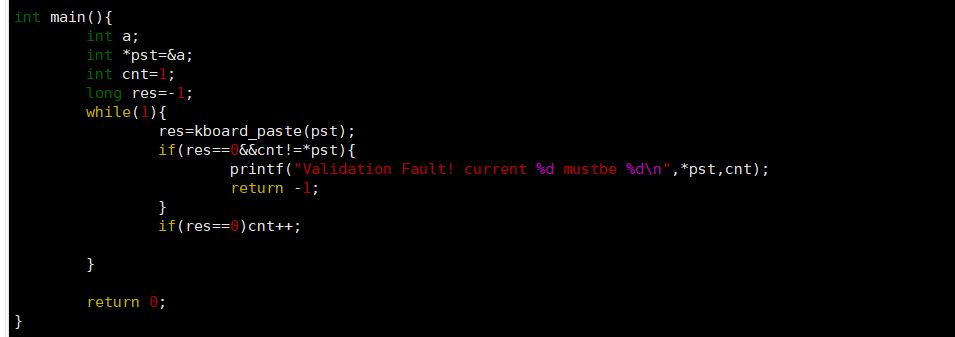 int main(){
        int a;
        int *pst=&a;
        int cnt=1;
        long res=-1;
        while(1){
                res=kboard_paste(pst);
                if(res==0&&cnt!=*pst){
                        printf("Validation Fault! current %d mustbe %d\n",*pst,cnt);
                        return -1;
                }
                if(res==0)cnt++;
        }
        return 0;
}